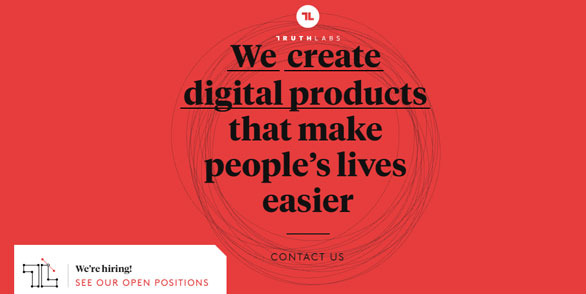 TRUTHLABS
We create
digital products
that make
people's lives
easier
CONTACT US
We're hiring!
SEE OUR OPEN POSITIONS